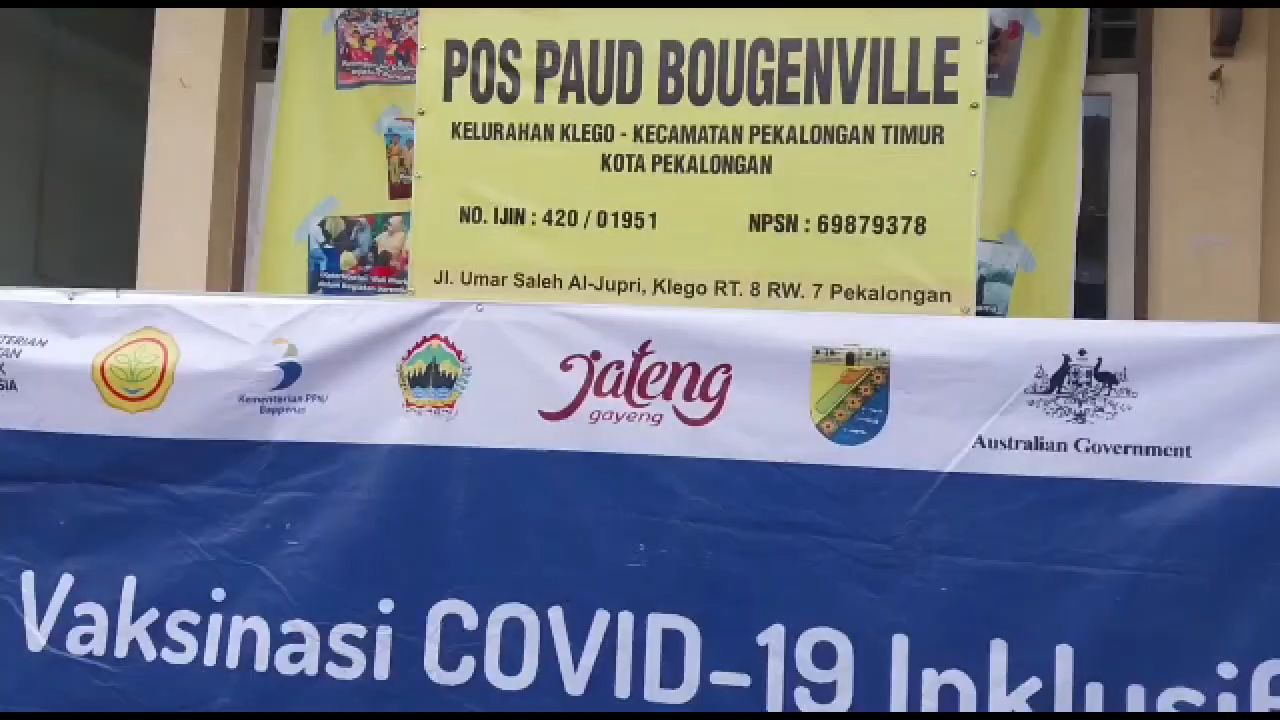 POS PAUD BOUGENVILLE
KELURAHAN KLEGO - KECAMATAN PEKALONGAN TIMUR
KOTA PEKALONGAN
NO. IJIN : 420 / 01951 NPSN : 69879378
Jl. Umar Saleh Al-Jupri, Klego RT. 8 RW. 7 Pekalongan
Kementerian PPN/
Bappenas
jateng
gayeng
Australian Government
Vaksinasi COVID-19 Inklusif